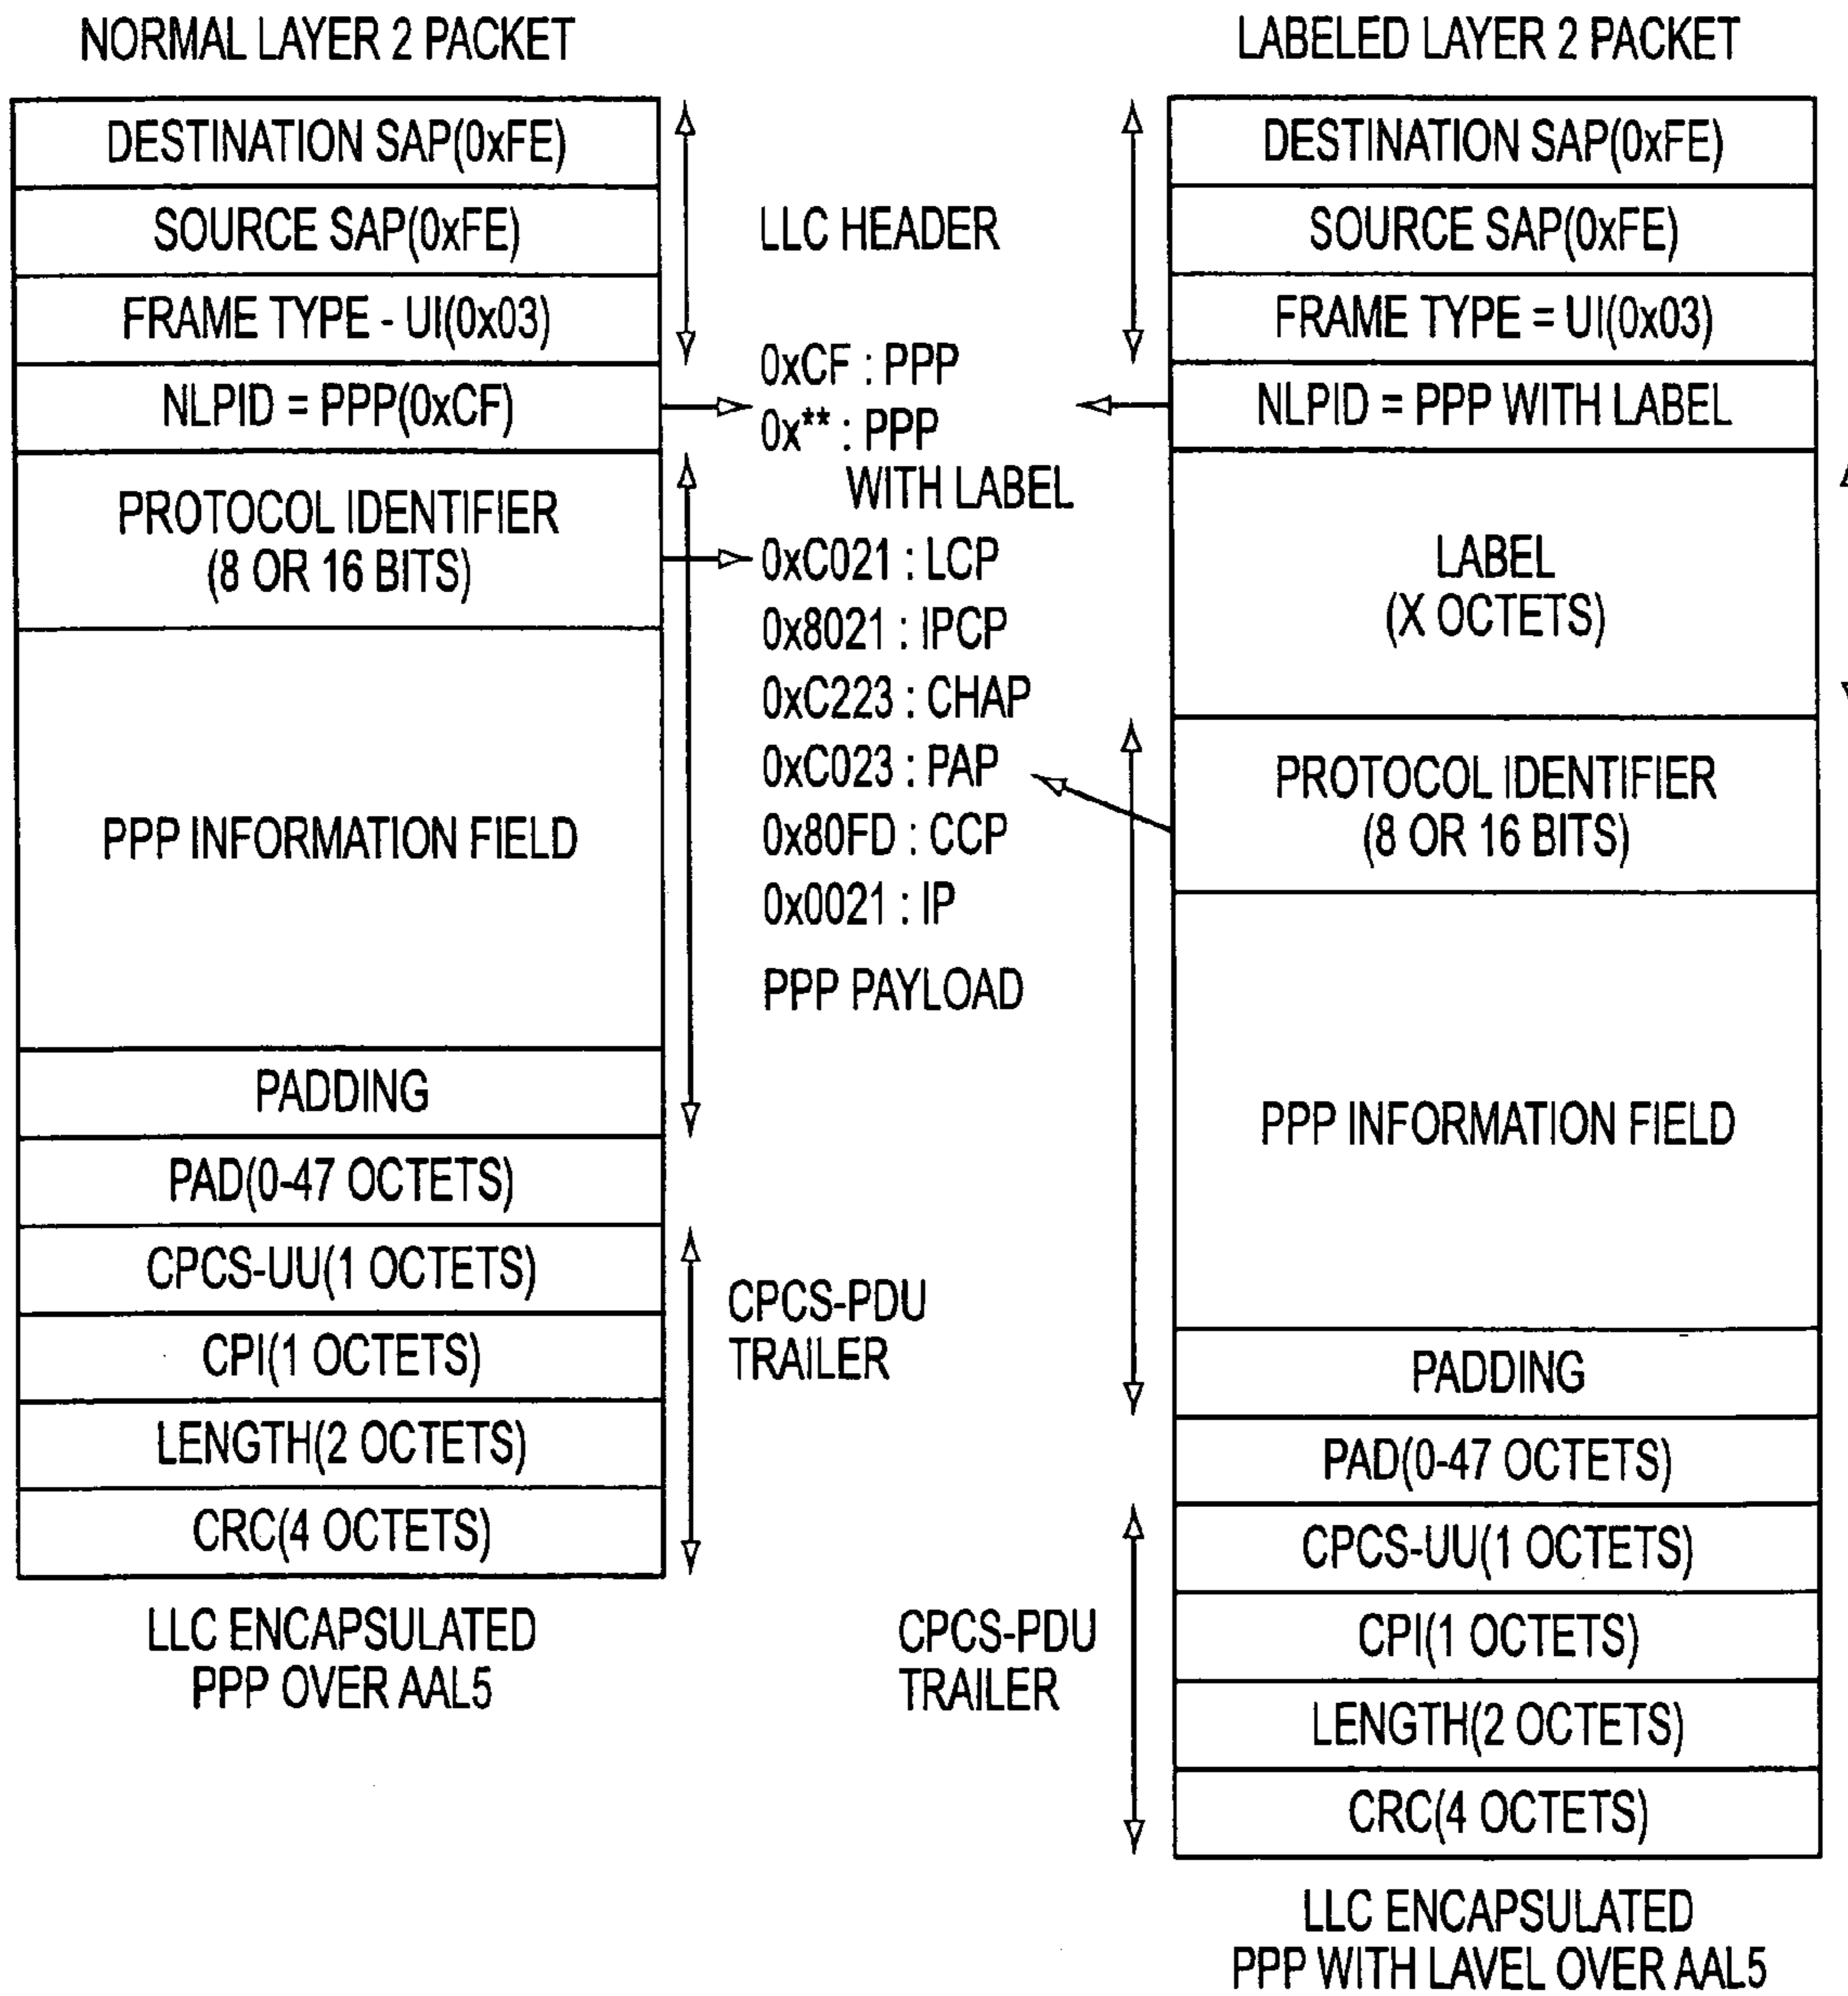 NORMAL LAYER 2 PACKET
DESTINATION SAP(0xFE)
SOURCE SAP(0xFE)
FRAME TYPE - UI(0x03)
NLPID = PPP(0xCF)
PROTOCOL IDENTIFIER
(8 OR 16 BITS)
PPP INFORMATION FIELD
PADDING
PAD(0-47 OCTETS)
CPCS-UU(1 OCTETS)
CPI(1 OCTETS)
LENGTH(2 OCTETS)
CRC(4 OCTETS)
LLC ENCAPSULATED
PPP OVER AAL5
LLC HEADER
0xCF : PPP
0x** : PPP
WITH LABEL
0xC021 : LCP
0x8021 : IPCP
0xC223 : CHAP
0xC023 : PAP
0x80FD : CCP
0x0021 : IP
PPP PAYLOAD
CPCS-PDU
TRAILER
LABELED LAYER 2 PACKET
DESTINATION SAP(0xFE)
SOURCE SAP(0xFE)
FRAME TYPE = UI(0x03)
NLPID = PPP WITH LABEL
LABEL
(X OCTETS)
PROTOCOL IDENTIFIER
(8 OR 16 BITS)
PPP INFORMATION FIELD
PADDING
PAD(0-47 OCTETS)
CPCS-UU(1 OCTETS)
CPI(1 OCTETS)
LENGTH(2 OCTETS)
CRC(4 OCTETS)
CPCS-PDU
TRAILER
LLC ENCAPSULATED
PPP WITH LAVEL OVER AAL5